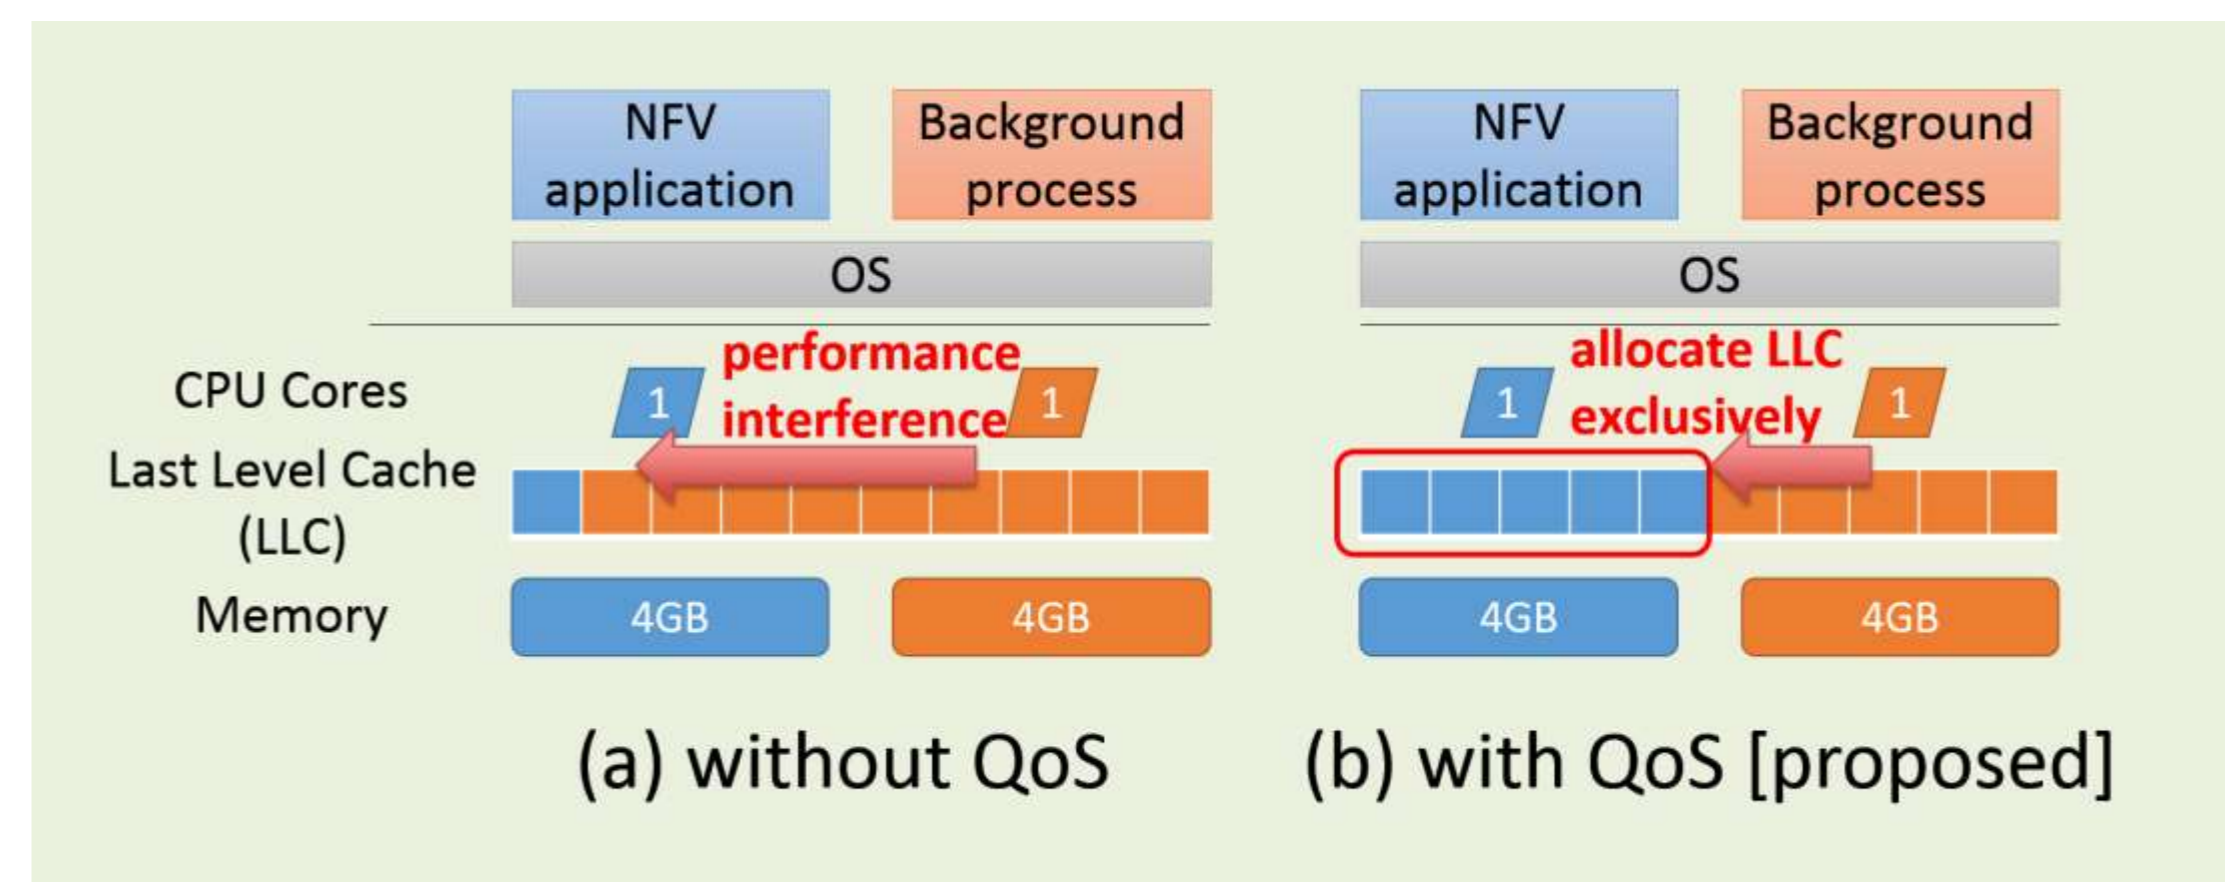 NFV
application
Background
process
OS
NFV
application
Background
process
OS
CPU Cores
1
performance
interference
1
1
allocate LLC
exclusively
1
Last Level Cache
(LLC)
Memory
4GB
4GB
4GB
4GB
(a) without QoS
(b) with QoS [proposed]